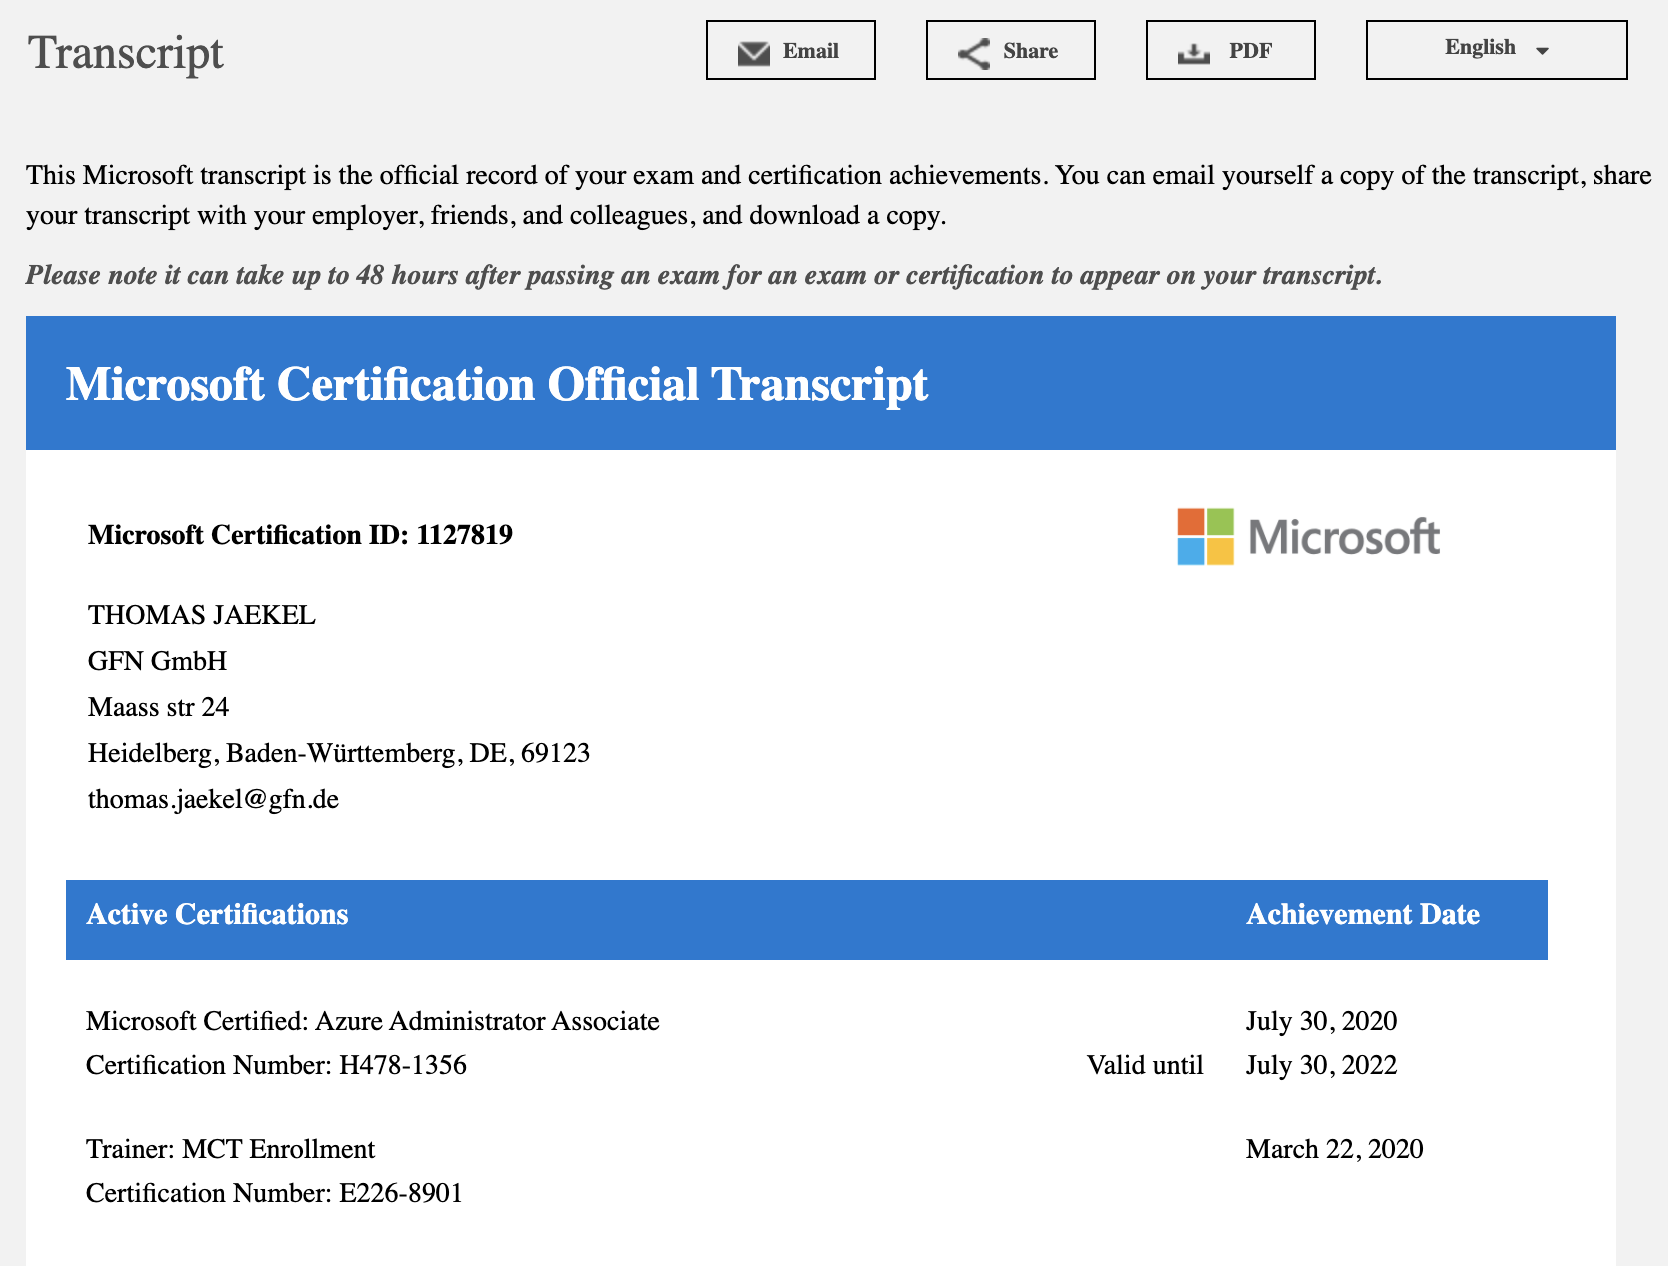 Transcript
Email
Share
PDF
English
This Microsoft transcript is the official record of your exam and certification achievements. You can email yourself a copy of the transcript, share
your transcript with your employer, friends, and colleagues, and download a copy.
Please note it can take up to 48 hours after passing an exam for an exam or certification to appear on your transcript.
Microsoft Certification Official Transcript
Microsoft Certification ID: 1127819
Microsoft
THOMAS JAEKEL
GFN GmbH
Maass str 24
Heidelberg, Baden-Württemberg, DE, 69123
thomas.jaekel@gfn.de
Active Certifications Achievement Date
Microsoft Certified: Azure Administrator Associate July 30, 2020
Certification Number: H478-1356 Valid until July 30, 2022
Trainer: MCT Enrollment March 22, 2020
Certification Number: E226-8901